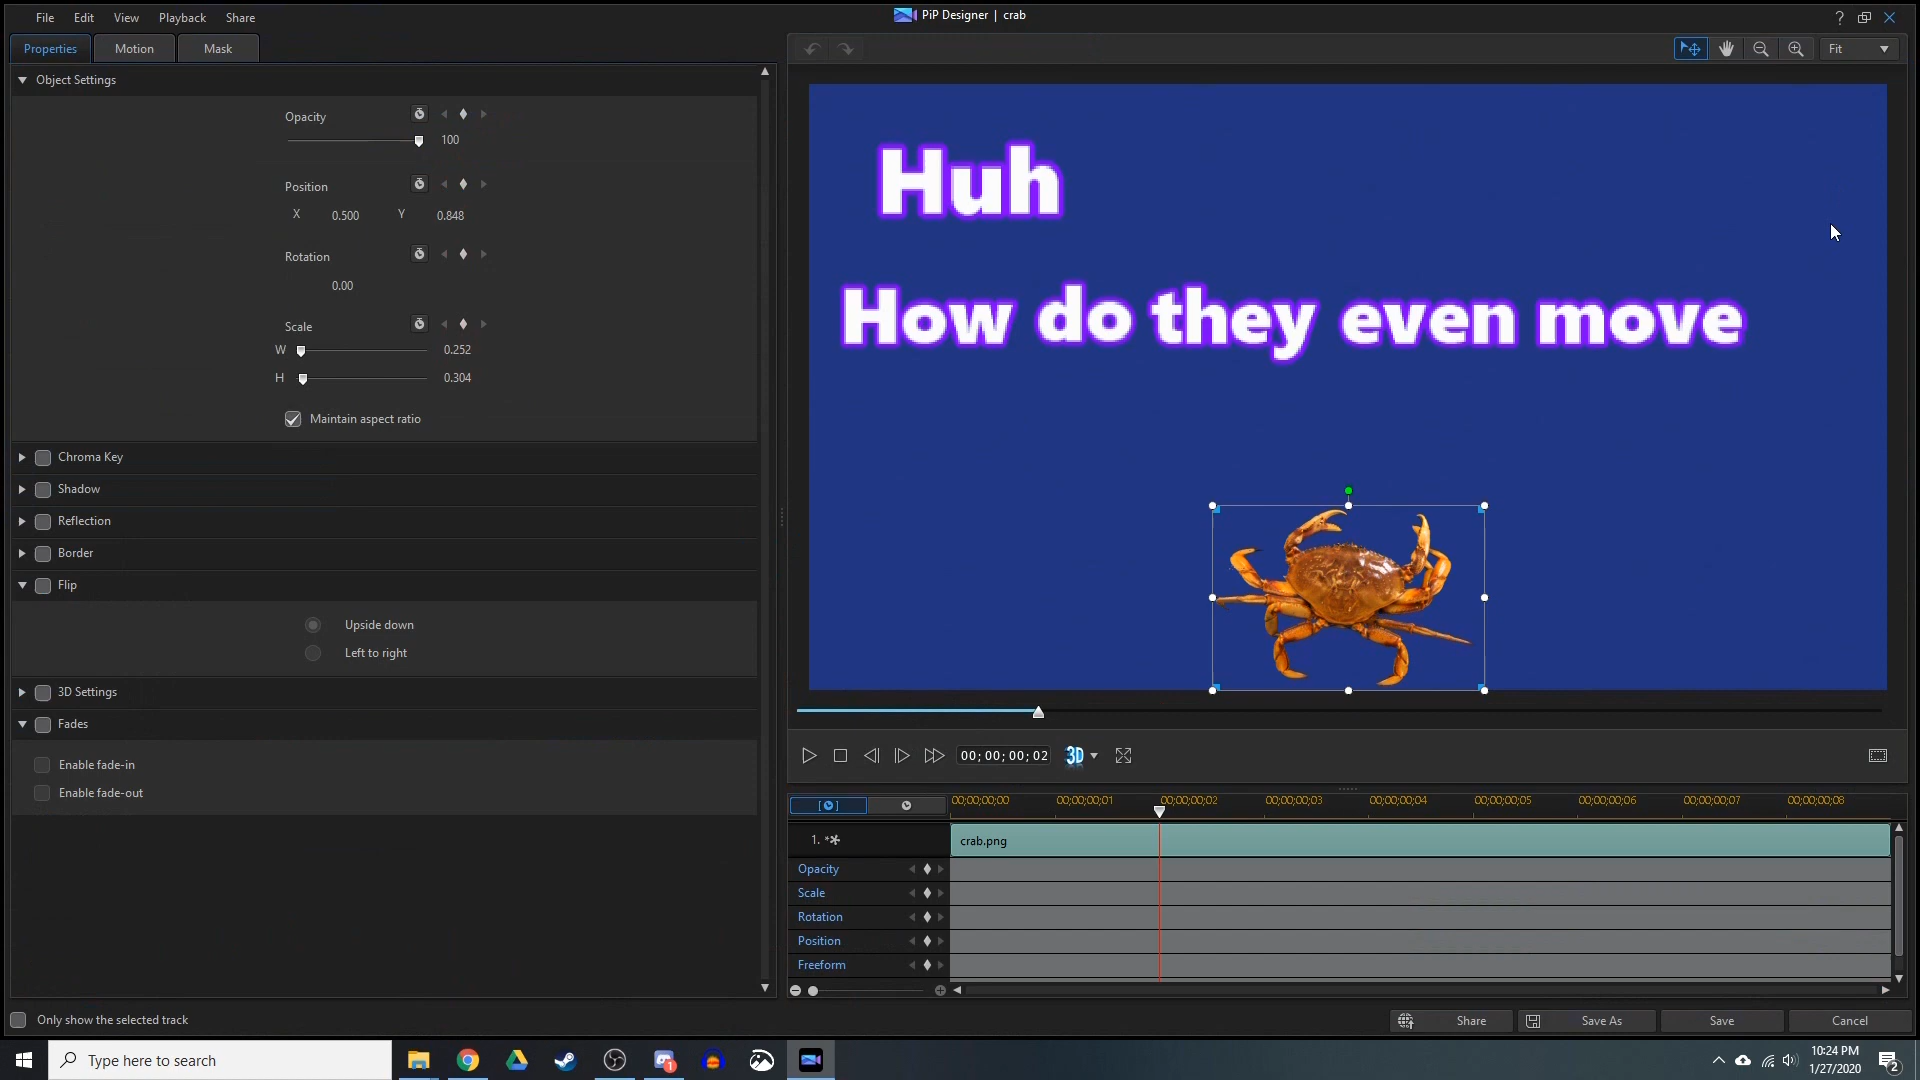 File Edit View Playback Share
PiP Designer | crab
?
Properties Motion Mask
Fit
Object Settings
Opacity
100
Position
X 0.500 Y 0.848
Rotation
0.00
Scale
W 0.252
H 0.304
Maintain aspect ratio
Chroma Key
Shadow
Reflection
Border
Flip
Upside down
Left to right
3D Settings
Fades
Enable fade-in
Enable fade-out
Only show the selected track
Huh
How do they even move
00;00;00;02 3D
00;00;00;00 00;00;00;01 00;00;00;02 00;00;00;03 00;00;00;04 00;00;00;05 00;00;00;06 00;00;00;07 00;00;00;08
1. crab.png
Opacity
Scale
Rotation
Position
Freeform
Share Save As Save Cancel
Type here to search
1
10:24 PM
1/27/2020
2